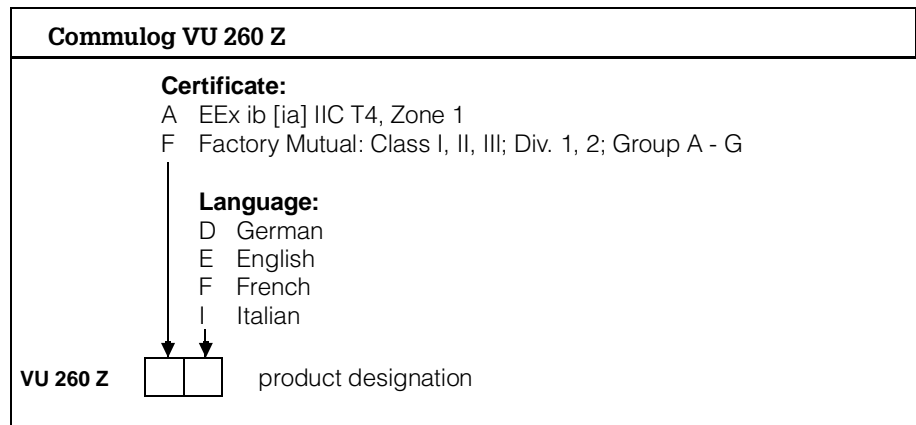 Commulog VU 260 Z
Certificate:
A EEx ib [ia] IIC T4, Zone 1
F Factory Mutual: Class I, II, III; Div. 1, 2; Group A - G
Language:
D German
E English
F French
I Italian
VU 260 Z product designation